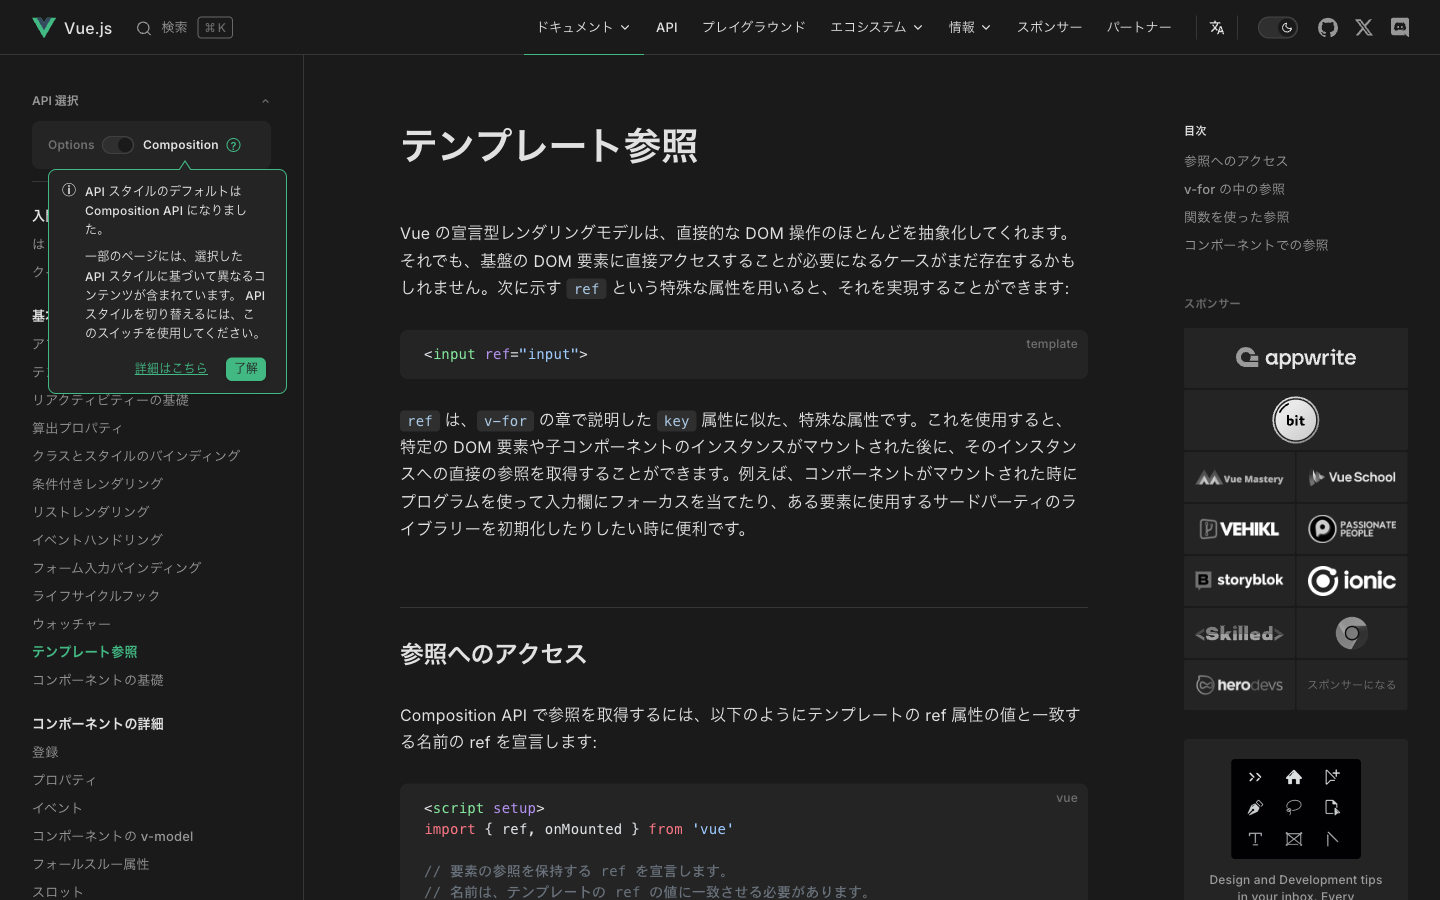 Vue.js
検索
⌘ K
ドキュメント
API
プレイグラウンド
エコシステム
情報
スポンサー
パートナー
API 選択
Options
Composition
?
API スタイルのデフォルトは
Composition API になりまし
た。
一部のページには、選択した
API スタイルに基づいて異なるコ
ンテンツが含まれています。 API
スタイルを切り替えるには、こ
のスイッチを使用してください。
詳細はこちら
了解
リアクティビティーの基礎
算出プロパティ
クラスとスタイルのバインディング
条件付きレンダリング
リストレンダリング
イベントハンドリング
フォーム入力バインディング
ライフサイクルフック
ウォッチャー
テンプレート参照
コンポーネントの基礎
コンポーネントの詳細
登録
プロパティ
イベント
コンポーネントの v-model
フォールスルー属性
スロット
テンプレート参照
Vue の宣言型レンダリングモデルは、直接的な DOM 操作のほとんどを抽象化してくれます。
それでも、基盤の DOM 要素に直接アクセスすることが必要になるケースがまだ存在するかも
しれません。次に示す ref という特殊な属性を用いると、それを実現することができます:
template
<input ref="input">
ref は、 v-for の章で説明した key 属性に似た、特殊な属性です。これを使用すると、
特定の DOM 要素や子コンポーネントのインスタンスがマウントされた後に、そのインスタン
スへの直接の参照を取得することができます。例えば、コンポーネントがマウントされた時に
プログラムを使って入力欄にフォーカスを当てたり、ある要素に使用するサードパーティのラ
イブラリーを初期化したりしたい時に便利です。
参照へのアクセス
Composition API で参照を取得するには、以下のようにテンプレートの ref 属性の値と一致す
る名前の ref を宣言します:
vue
<script setup>
import { ref, onMounted } from 'vue'
// 要素の参照を保持する ref を宣言します。
// 名前は、テンプレートの ref の値に一致させる必要があります。
目次
参照へのアクセス
v-for の中の参照
関数を使った参照
コンポーネントでの参照
スポンサー
appwrite
bit
Vue Mastery
Vue School
VEHIKL
PASSIONATE
PEOPLE
storyblok
ionic
<Skilled>
herodevs
スポンサーになる
Design and Development tips
in your inbox. Every